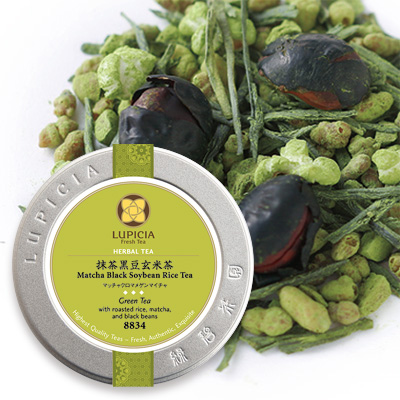 LUPICIA
LUPICIA
Fresh Tea
HERBAL TEA
抹茶黒豆玄米茶
Matcha Black Soybean Rice Tea
マッチャクロマメゲンマイチャ
Green Tea
with roasted rice, matcha,
and black beans
8834
Highest Quality Teas – Fresh, Authentic, Exquisite
緑碧茶園